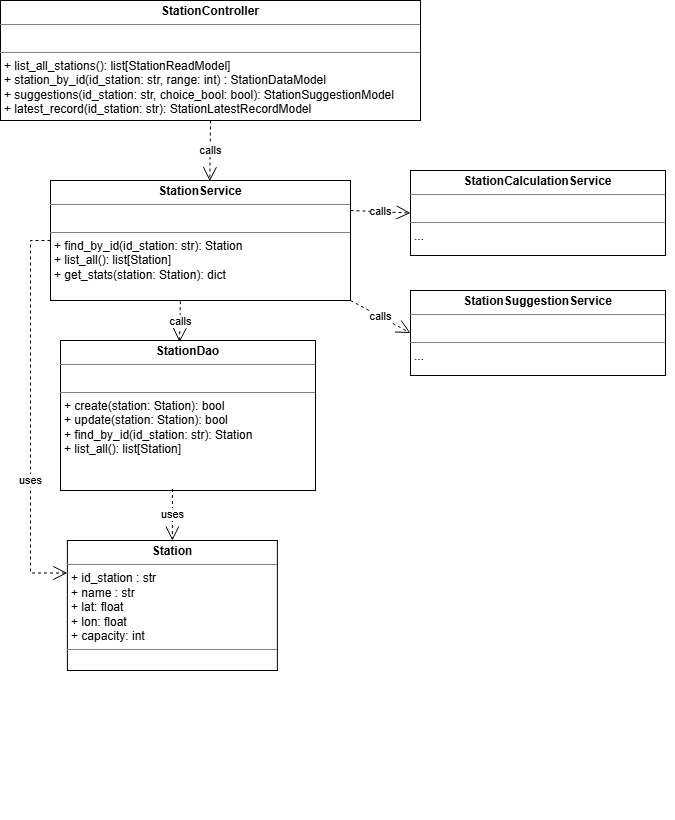 StationController
+ list_all_stations(): list[StationReadModel]
+ station_by_id(id_station: str, range: int) : StationDataModel
+ suggestions(id_station: str, choice_bool: bool): StationSuggestionModel
+ latest_record(id_station: str): StationLatestRecordModel
calls
StationService
+ find_by_id(id_station: str): Station
+ list_all(): list[Station]
+ get_stats(station: Station): dict
calls
StationCalculationService
...
calls
StationSuggestionService
...
calls
StationDao
+ create(station: Station): bool
+ update(station: Station): bool
+ find_by_id(id_station: str): Station
+ list_all(): list[Station]
uses
uses
Station
+ id_station : str
+ name : str
+ lat: float
+ lon: float
+ capacity: int